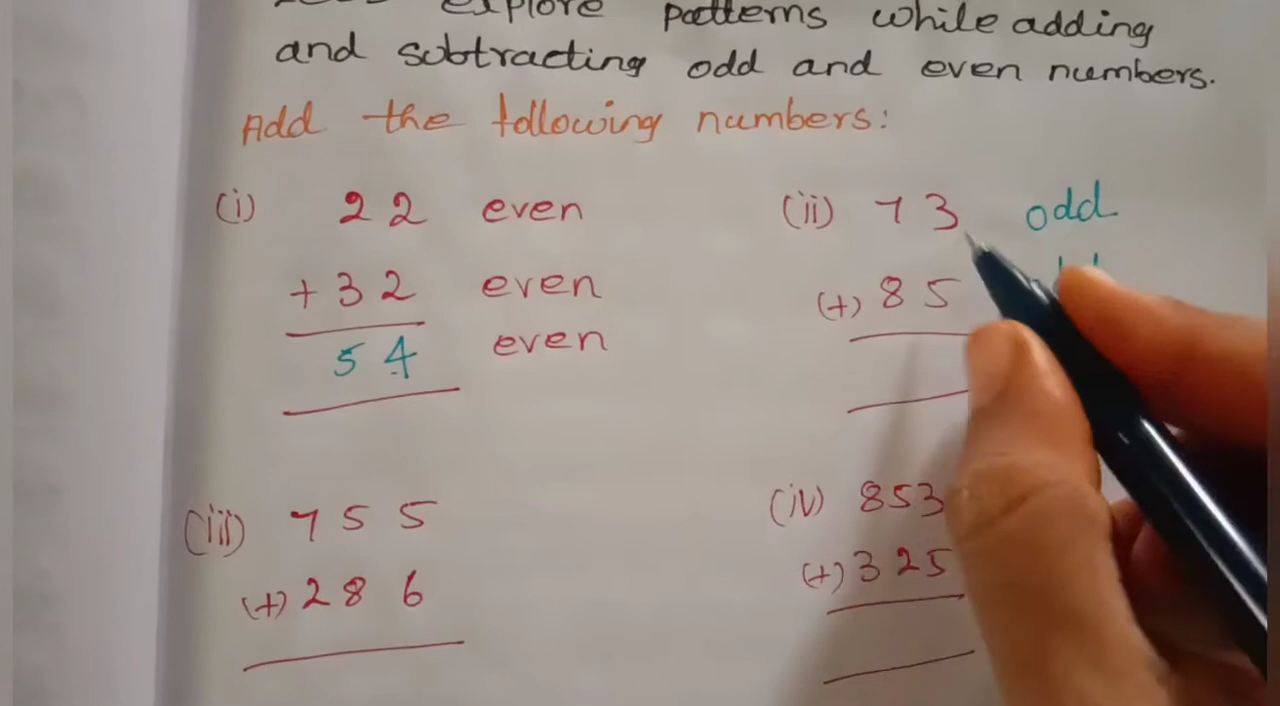 explore patterns while adding
and subtracting odd and even numbers.
Add the following numbers:
(i) 22 even
+32 even
54 even
(ii) 73 odd
(+) 85
(iii) 755
(+) 286
(iv) 853
(+) 325